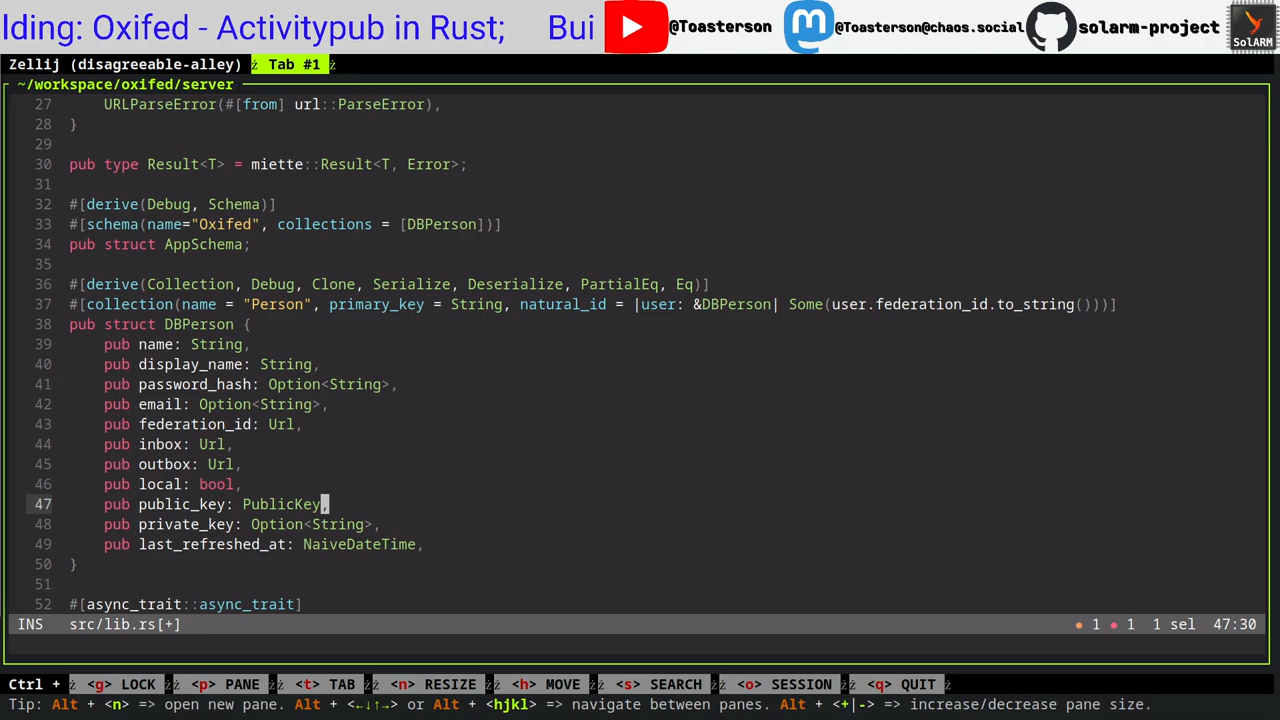 lding: Oxifed - Activitypub in Rust;    Bui
@Toasterson
@Toasterson@chaos.social
solarm-project
SolARM
Zellij (disagreeable-alley) Tab #1
~/workspace/oxifed/server
27     URLParseError(#[from] url::ParseError),
28 }
29
30 pub type Result<T> = miette::Result<T, Error>;
31
32 #[derive(Debug, Schema)]
33 #[schema(name="Oxifed", collections = [DBPerson])]
34 pub struct AppSchema;
35
36 #[derive(Collection, Debug, Clone, Serialize, Deserialize, PartialEq, Eq)]
37 #[collection(name = "Person", primary_key = String, natural_id = |user: &DBPerson| Some(user.federation_id.to_string()))]
38 pub struct DBPerson {
39     pub name: String,
40     pub display_name: String,
41     pub password_hash: Option<String>,
42     pub email: Option<String>,
43     pub federation_id: Url,
44     pub inbox: Url,
45     pub outbox: Url,
46     pub local: bool,
47     pub public_key: PublicKey,
48     pub private_key: Option<String>,
49     pub last_refreshed_at: NaiveDateTime,
50 }
51
52 #[async_trait::async_trait]
INS src/lib.rs[+] ● 1 ● 1 1 sel 47:30
Ctrl + <g> LOCK <p> PANE <t> TAB <n> RESIZE <h> MOVE <s> SEARCH <o> SESSION <q> QUIT
Tip: Alt + <n> => open new pane. Alt + <←↓↑→> or Alt + <hjkl> => navigate between panes. Alt + <+|-> => increase/decrease pane size.